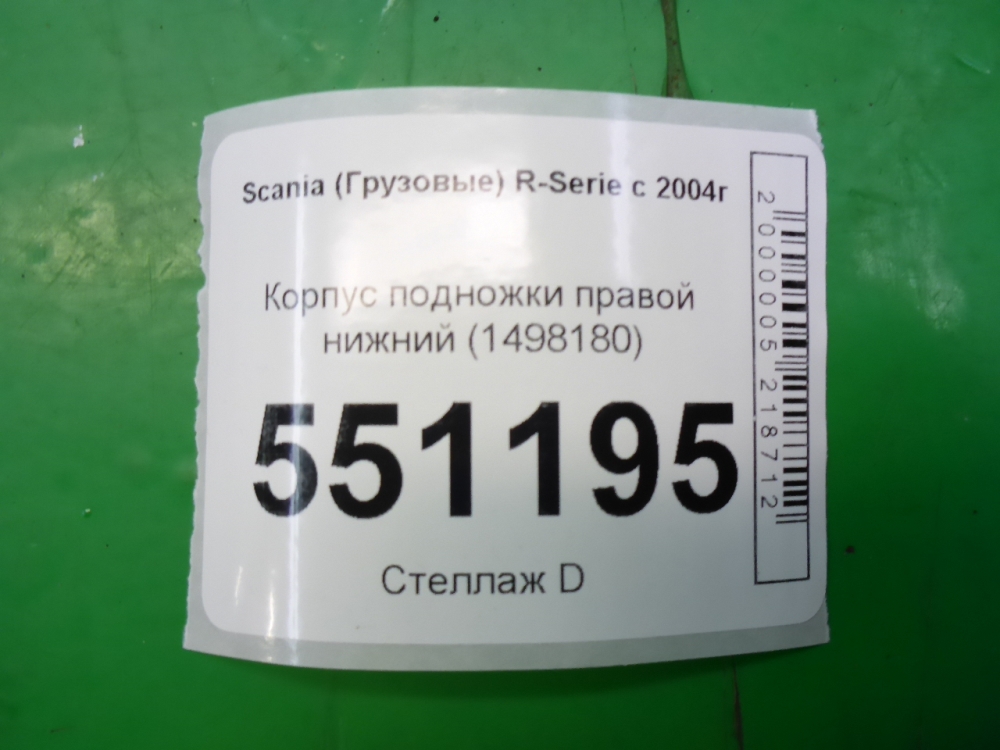 Scania (Грузовые) R-Serie с 2004г
Корпус подножки правой
нижний (1498180)
551195
Стеллаж D
2000005218712